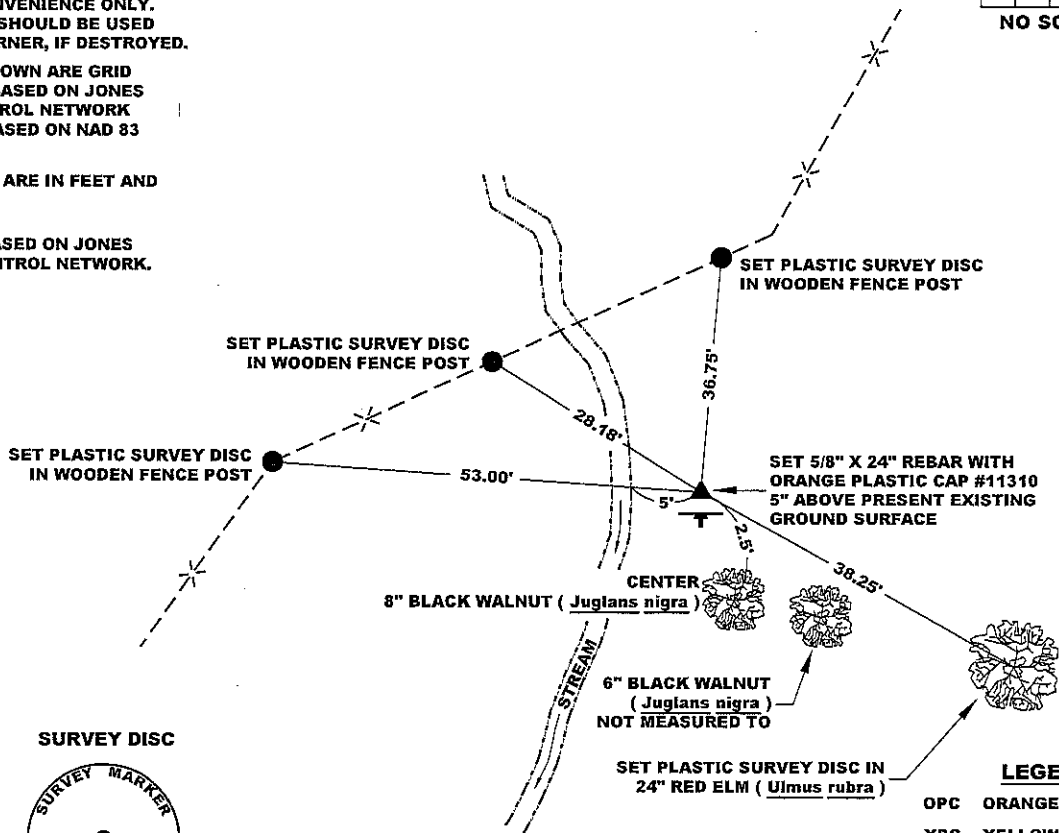 NVENIENCE ONLY.
SHOULD BE USED
RNER, IF DESTROYED.
OWN ARE GRID
ASED ON JONES
ROL NETWORK
ASED ON NAD 83
ARE IN FEET AND
ASED ON JONES
TROL NETWORK.
NO SC
SET PLASTIC SURVEY DISC
IN WOODEN FENCE POST
SET PLASTIC SURVEY DISC
IN WOODEN FENCE POST
SET PLASTIC SURVEY DISC
IN WOODEN FENCE POST
36.75'
28.18'
53.00'
5'
2.5'
38.25'
SET 5/8" X 24" REBAR WITH
ORANGE PLASTIC CAP #11310
5" ABOVE PRESENT EXISTING
GROUND SURFACE
CENTER
8" BLACK WALNUT ( Juglans nigra )
6" BLACK WALNUT
( Juglans nigra )
NOT MEASURED TO
STREAM
SET PLASTIC SURVEY DISC IN
24" RED ELM ( Ulmus rubra )
SURVEY DISC
SURVEY MARKER
LEGE
OPC ORANGE